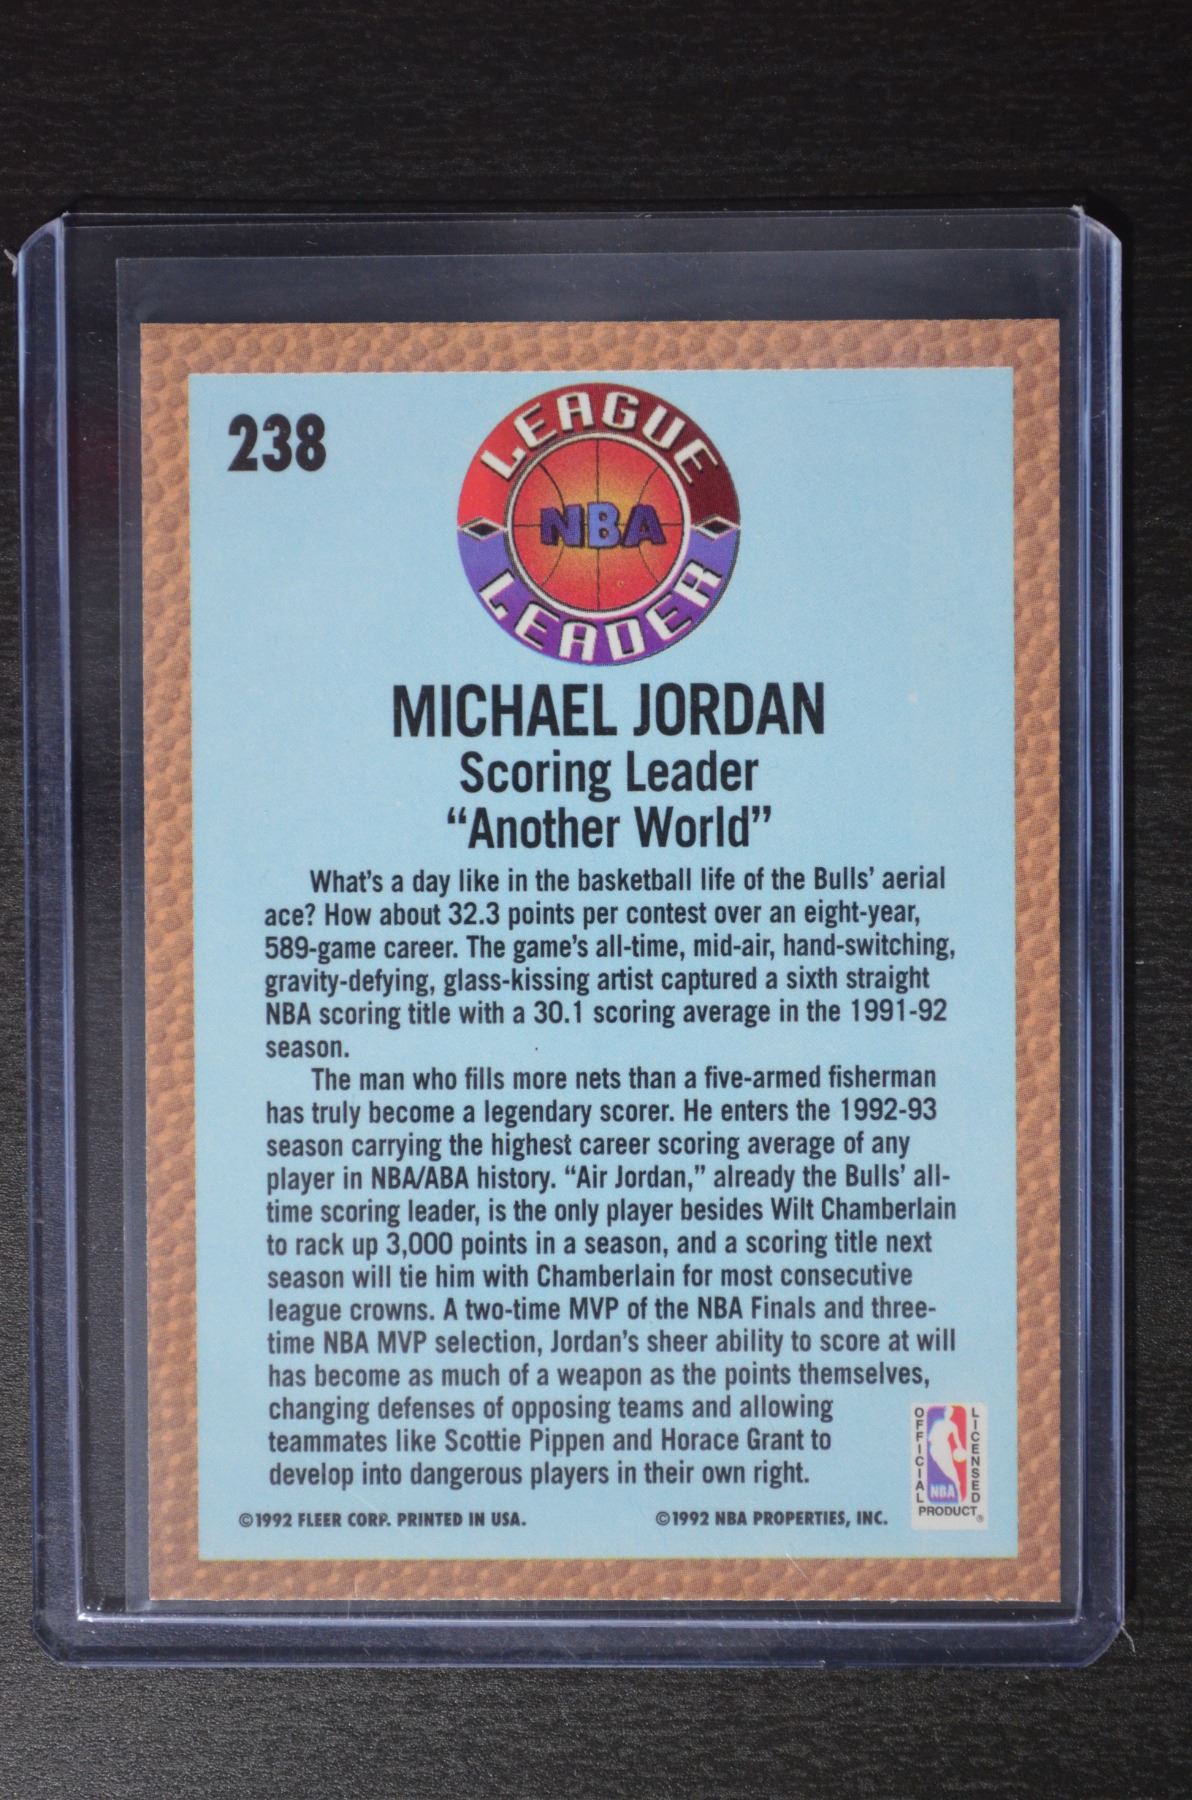 238
LEAGUE
NBA
LEADER
MICHAEL JORDAN
Scoring Leader
“Another World”
What's a day like in the basketball life of the Bulls' aerial
ace? How about 32.3 points per contest over an eight-year,
589-game career. The game's all-time, mid-air, hand-switching,
gravity-defying, glass-kissing artist captured a sixth straight
NBA scoring title with a 30.1 scoring average in the 1991-92
season.
The man who fills more nets than a five-armed fisherman
has truly become a legendary scorer. He enters the 1992-93
season carrying the highest career scoring average of any
player in NBA/ABA history. “Air Jordan,” already the Bulls' all-
time scoring leader, is the only player besides Wilt Chamberlain
to rack up 3,000 points in a season, and a scoring title next
season will tie him with Chamberlain for most consecutive
league crowns. A two-time MVP of the NBA Finals and three-
time NBA MVP selection, Jordan's sheer ability to score at will
has become as much of a weapon as the points themselves,
changing defenses of opposing teams and allowing
teammates like Scottie Pippen and Horace Grant to
develop into dangerous players in their own right.
©1992 FLEER CORP. PRINTED IN USA.
©1992 NBA PROPERTIES, INC.
OFFICIAL
LICENSED
NBA
PRODUCT®